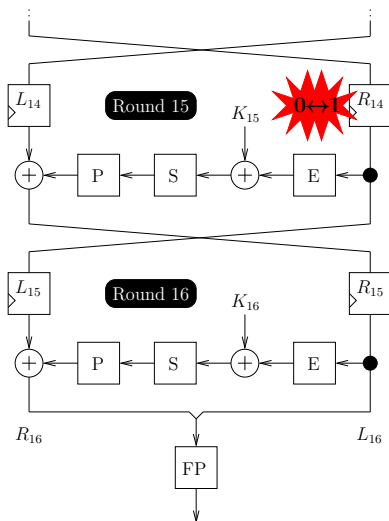 L₁₄ Round 15 0↔1 R₁₄
K₁₅
+ P S + E
L₁₅ Round 16 R₁₅
K₁₆
+ P S + E
R₁₆ L₁₆
FP